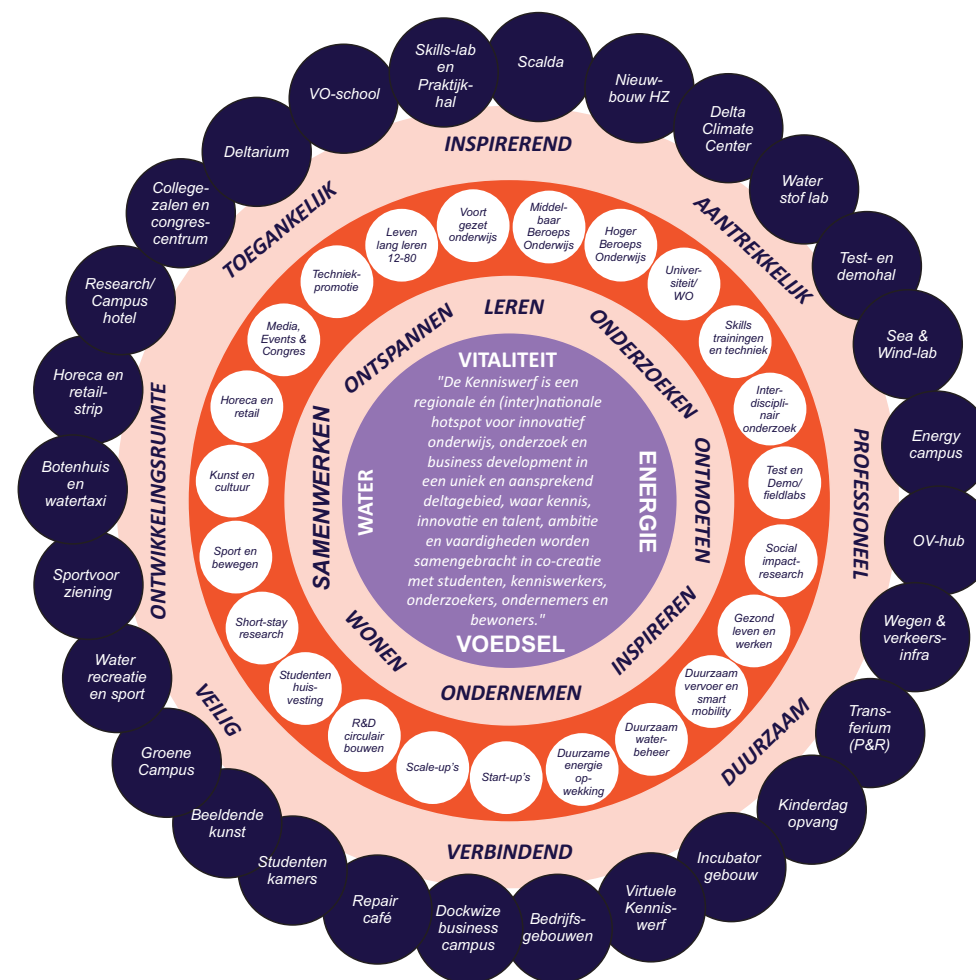 Scalda
Nieuw-
bouw HZ
Delta
Climate
Center
Water
stof lab
Test- en
demohal
Sea &
Wind-lab
Energy
campus
OV-hub
Wegen &
verkeers-
infra
Trans-
ferium
(P&R)
Kinderdag
opvang
Incubator
gebouw
Virtuele
Kennis-
werf
Bedrijfs-
gebouwen
Dockwize
business
campus
Repair
café
Studenten
kamers
Beeldende
kunst
Groene
Campus
Water
recreatie
en sport
Sportvoor
ziening
Botenhuis
en
watertaxi
Horeca en
retail-
strip
Research/
Campus
hotel
College-
zalen en
congres-
centrum
Deltarium
VO-school
Skills-lab
en
Praktijk-
hal
INSPIREREND
AANTREKKELIJK
PROFESSIONEEL
DUURZAAM
VERBINDEND
VEILIG
ONTWIKKELINGSRUIMTE
TOEGANKELIJK
Voort
gezet
onderwijs
Middel-
baar
Beroeps
Onderwijs
Hoger
Beroeps
Onderwijs
Univer-
siteit/
WO
Skills
trainingen
en techniek
Inter-
discipli-
nair
onderzoek
Test en
Demo/
fieldlabs
Social
impact-
research
Gezond
leven en
werken
Duurzaam
vervoer en
smart
mobility
Duurzaam
water-
beheer
Duurzame
energie
op-
wekking
Start-up's
Scale-up's
R&D
circulair
bouwen
Studenten
huis-
vesting
Short-stay
research
Sport en
bewegen
Kunst en
cultuur
Horeca en
retail
Media,
Events &
Congres
Techniek-
promotie
Leven
lang leren
12-80
LEREN
ONDERZOEKEN
ONTMOETEN
INSPIREREN
ONDERNEMEN
WONEN
SAMENWERKEN
ONTSPANNEN
VITALITEIT
"De Kenniswerf is een
regionale én (inter)nationale
hotspot voor innovatief
onderwijs, onderzoek en
business development in
een uniek en aansprekend
deltagebied, waar kennis,
innovatie en talent, ambitie
en vaardigheden worden
samengebracht in co-creatie
met studenten, kenniswerkers,
onderzoekers, ondernemers en
bewoners."
VOEDSEL
WATER
ENERGIE